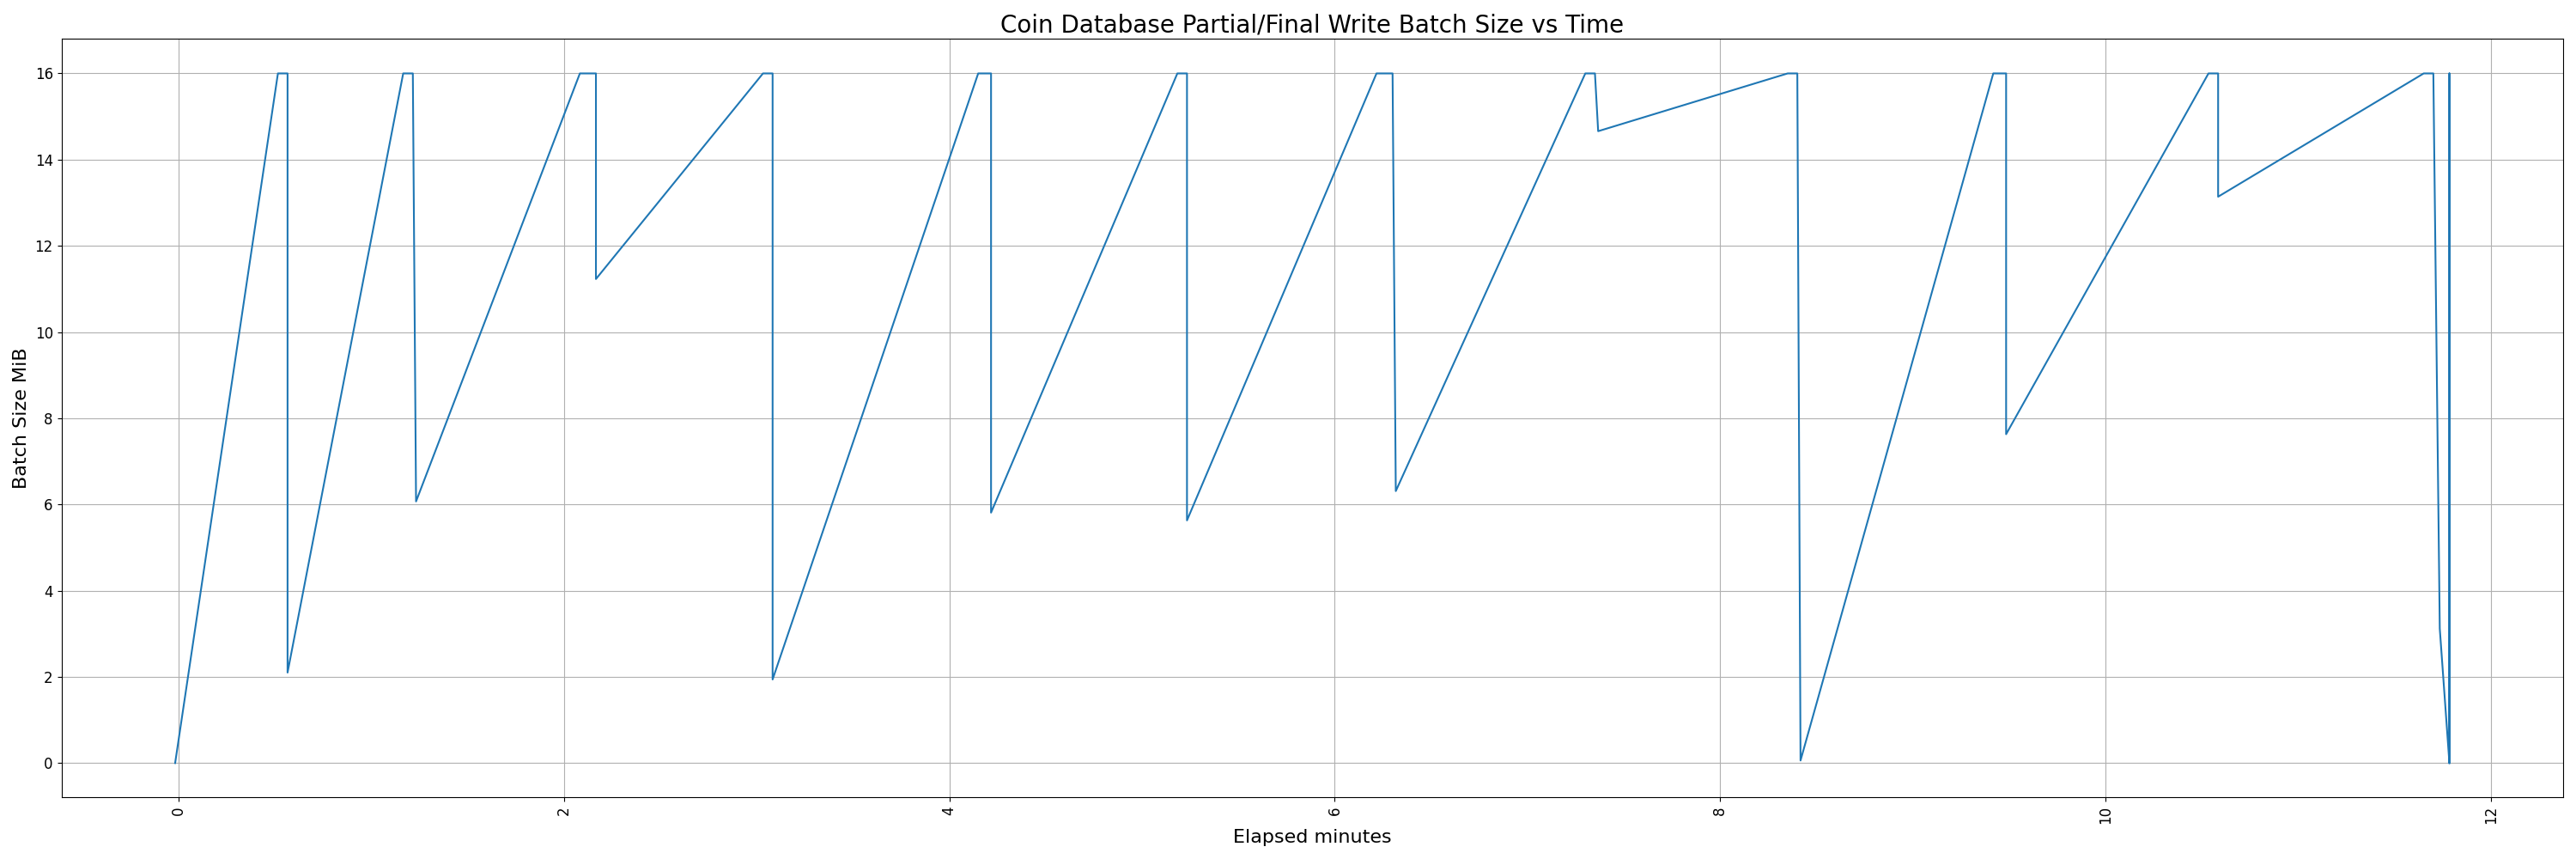 Coin Database Partial/Final Write Batch Size vs Time
Batch Size MiB
16
14
12
10
8
6
4
2
0
0 2 4 6 8 10 12
Elapsed minutes